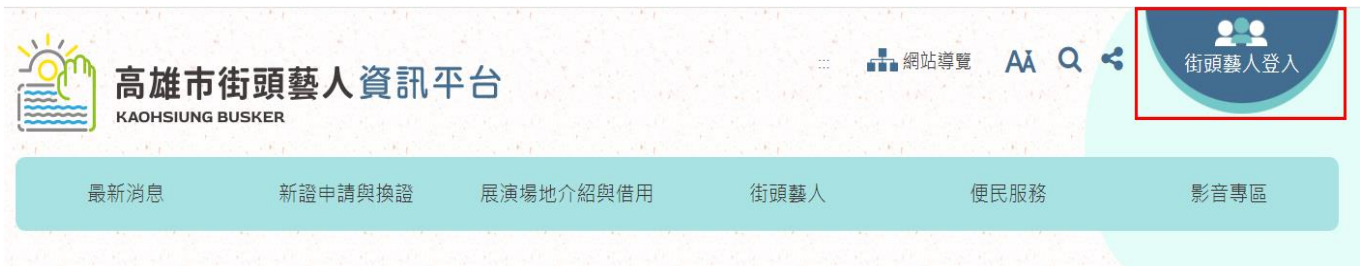 高雄市街頭藝人資訊平台
KAOHSIUNG BUSKER
:::
網站導覽
AA
街頭藝人登入
最新消息
新證申請與換證
展演場地介紹與借用
街頭藝人
便民服務
影音專區